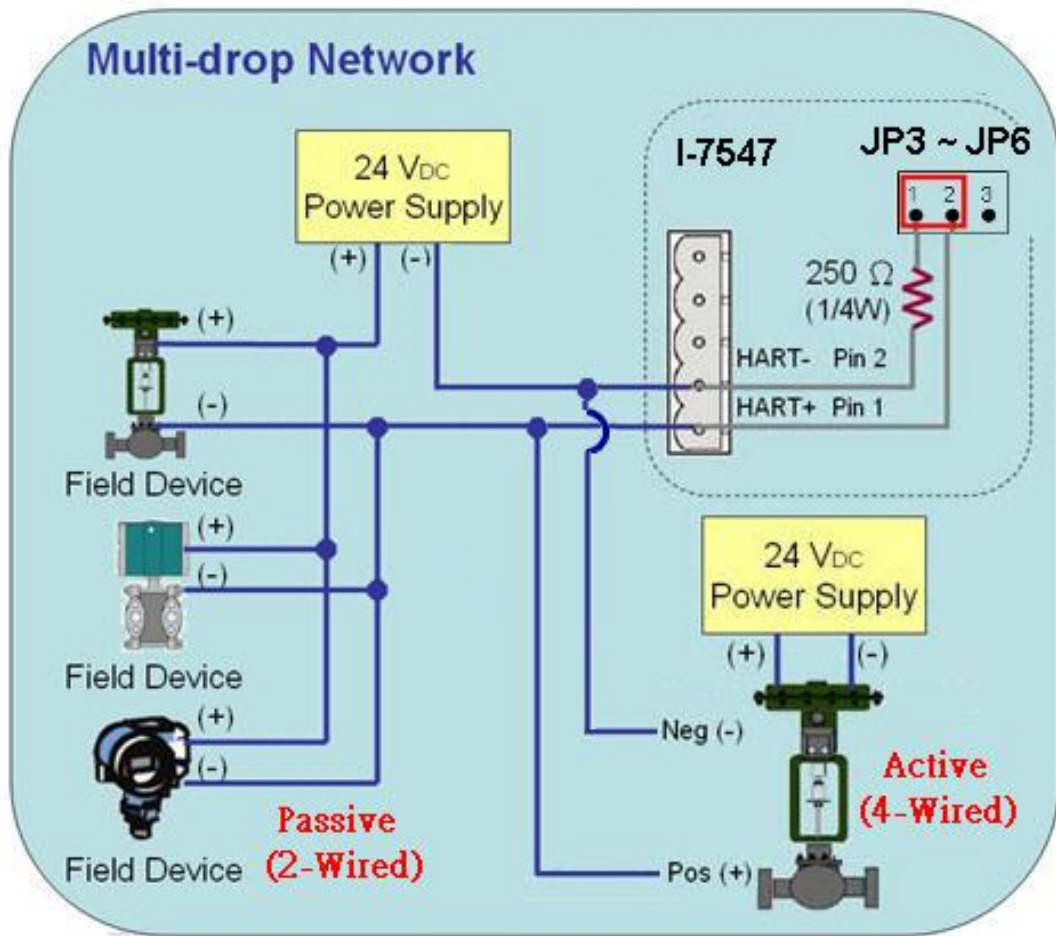 Multi-drop Network
24 VDC
Power Supply
(+) (-)
I-7547
JP3 ~ JP6
1 2 3
250 Ω
(1/4W)
HART- Pin 2
HART+ Pin 1
(+)
(-)
Field Device
(+)
(-)
Field Device
(+)
(-)
Field Device
Passive
(2-Wired)
24 VDC
Power Supply
(+) (-)
Neg (-)
Active
(4-Wired)
Pos (+)